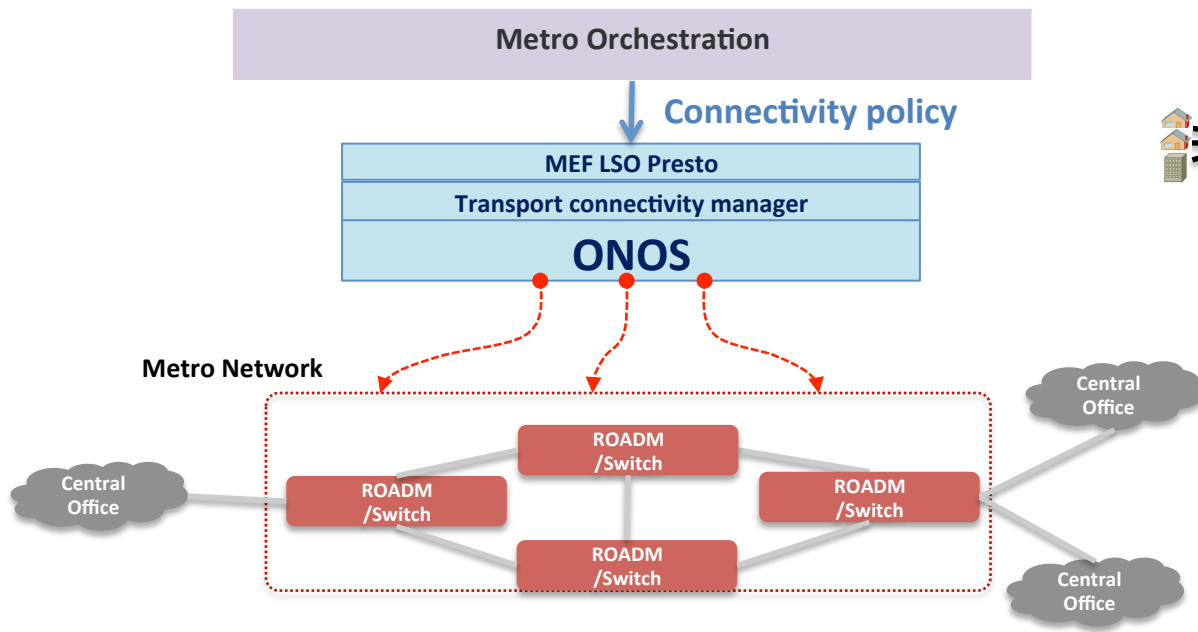 Metro Orchestration
Connectivity policy
MEF LSO Presto
Transport connectivity manager
ONOS
Metro Network
Central
Office
ROADM
/Switch
Central
Office
ROADM
/Switch
ROADM
/Switch
ROADM
/Switch
Central
Office